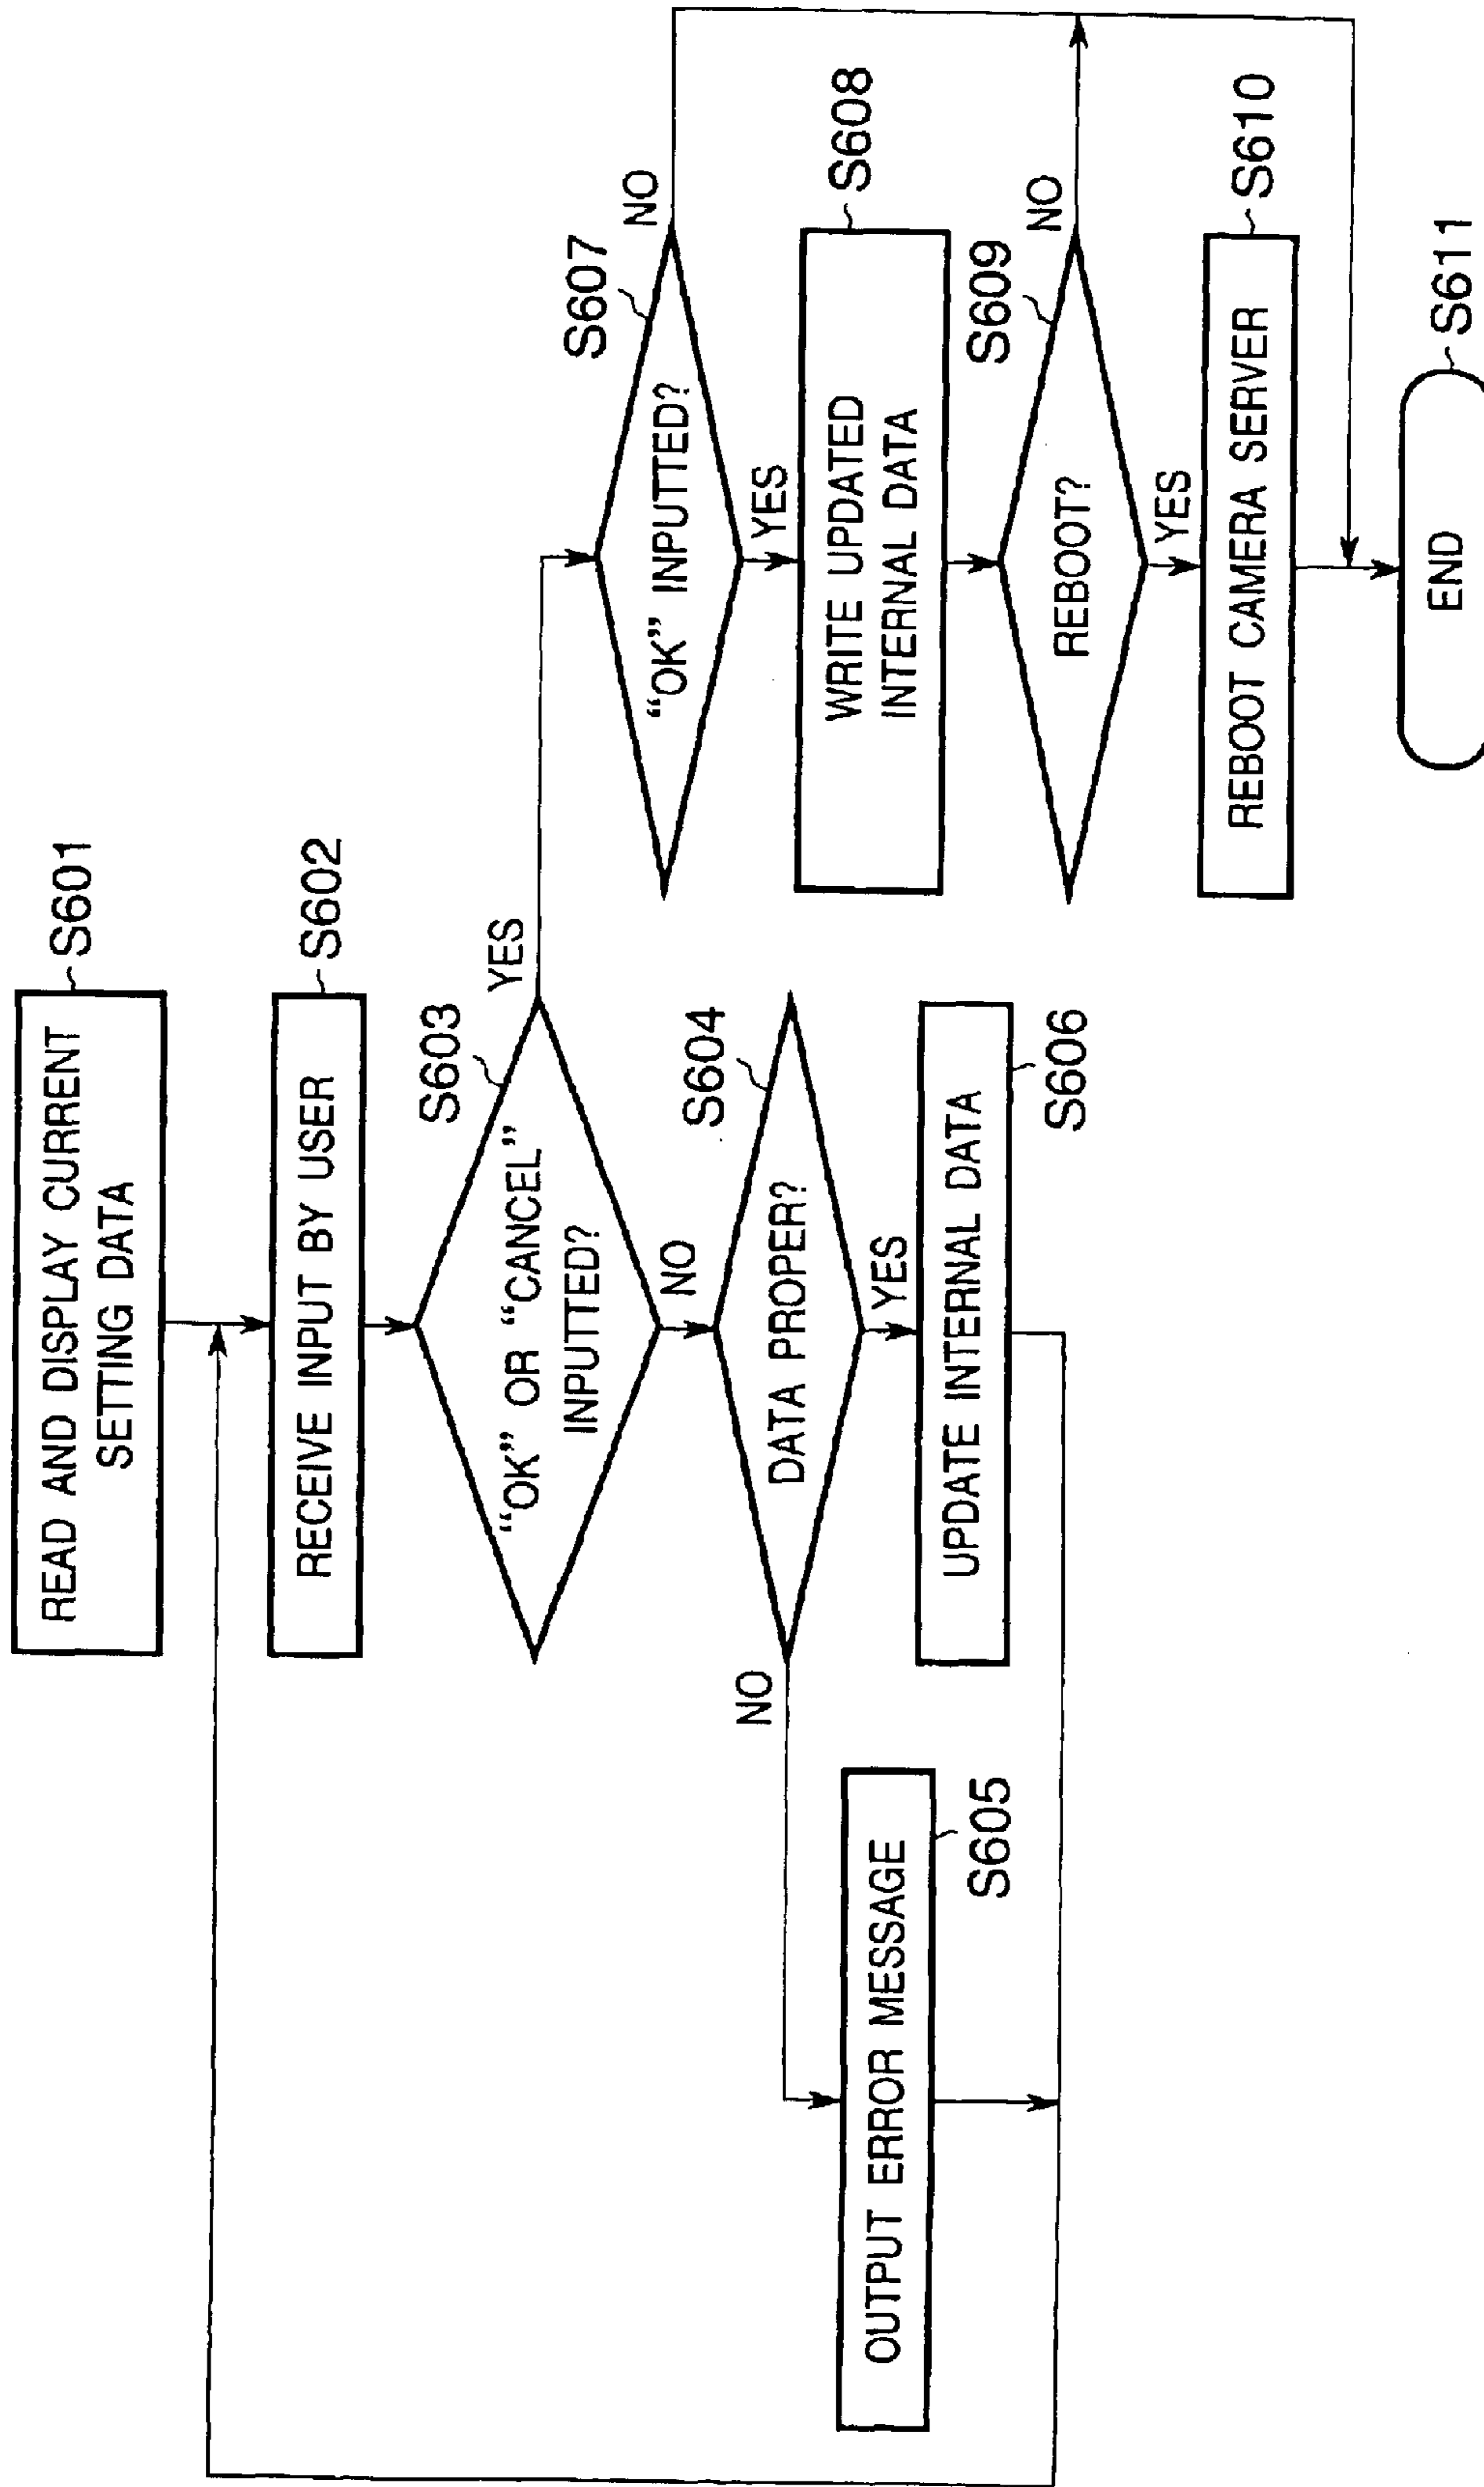 READ AND DISPLAY CURRENT
SETTING DATA
S601
RECEIVE INPUT BY USER
S602
S603
“OK” OR “CANCEL”
INPUTTED?
YES
NO
S604
DATA PROPER?
NO
YES
OUTPUT ERROR MESSAGE
S605
UPDATE INTERNAL DATA
S606
S607
“OK” INPUTTED?
NO
YES
WRITE UPDATED
INTERNAL DATA
S608
S609
REBOOT?
NO
YES
REBOOT CAMERA SERVER
S610
END
S611